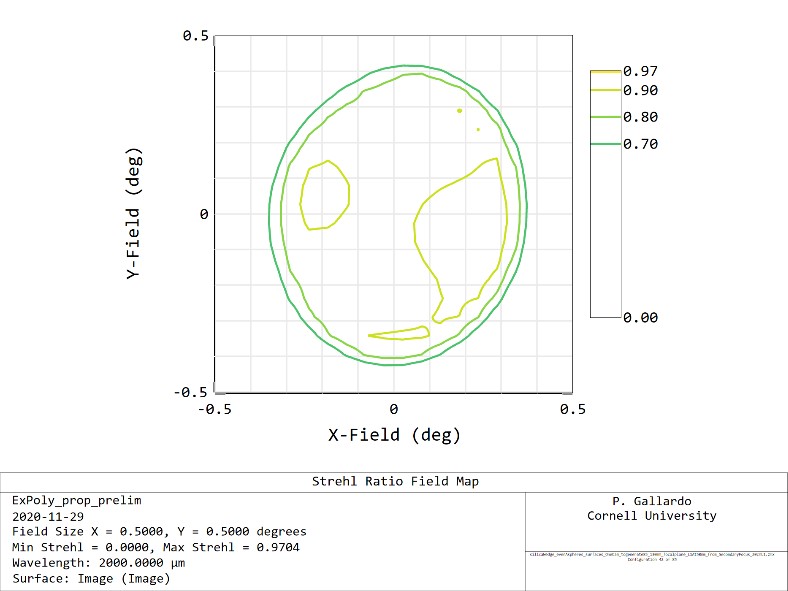 0.5
0
-0.5
Y-Field (deg)
-0.5
0
0.5
X-Field (deg)
0.97
0.90
0.80
0.70
0.00
Strehl Ratio Field Map
ExPoly_prop_prelim
2020-11-29
Field Size X = 0.5000, Y = 0.5000 degrees
Min Strehl = 0.0000, Max Strehl = 0.9704
Wavelength: 2000.0000 µm
Surface: Image (Image)
P. Gallardo
Cornell University